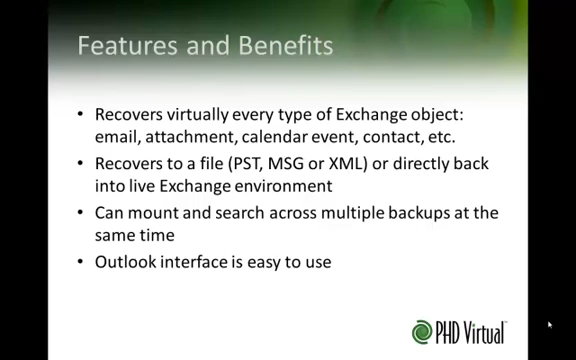 Features and Benefits
• Recovers virtually every type of Exchange object:
email, attachment, calendar event, contact, etc.
• Recovers to a file (PST, MSG or XML) or directly back
into live Exchange environment
• Can mount and search across multiple backups at the
same time
• Outlook interface is easy to use
PHD Virtual